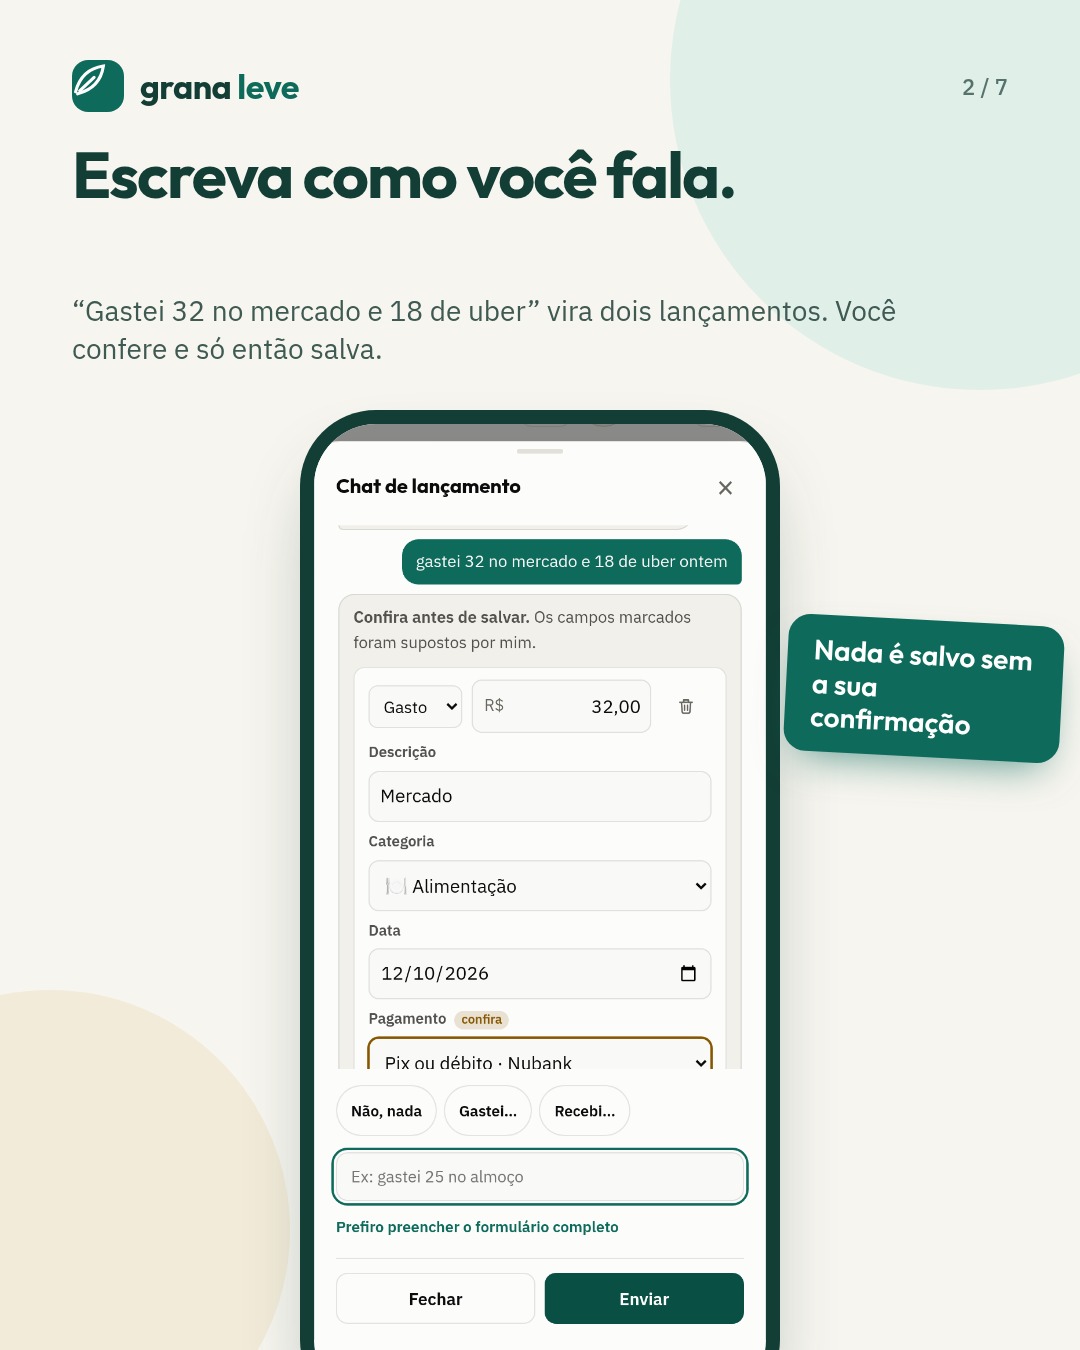 grana leve
2 / 7
Escreva como você fala.
“Gastei 32 no mercado e 18 de uber” vira dois lançamentos. Você
confere e só então salva.
Chat de lançamento
gastei 32 no mercado e 18 de uber ontem
Confira antes de salvar. Os campos marcados
foram supostos por mim.
Gasto
R$ 32,00
Descrição
Mercado
Categoria
Alimentação
Data
12/10/2026
Pagamento confira
Pix ou débito · Nubank
Nada é salvo sem
a sua
confirmação
Não, nada
Gastei...
Recebi...
Ex: gastei 25 no almoço
Prefiro preencher o formulário completo
Fechar
Enviar